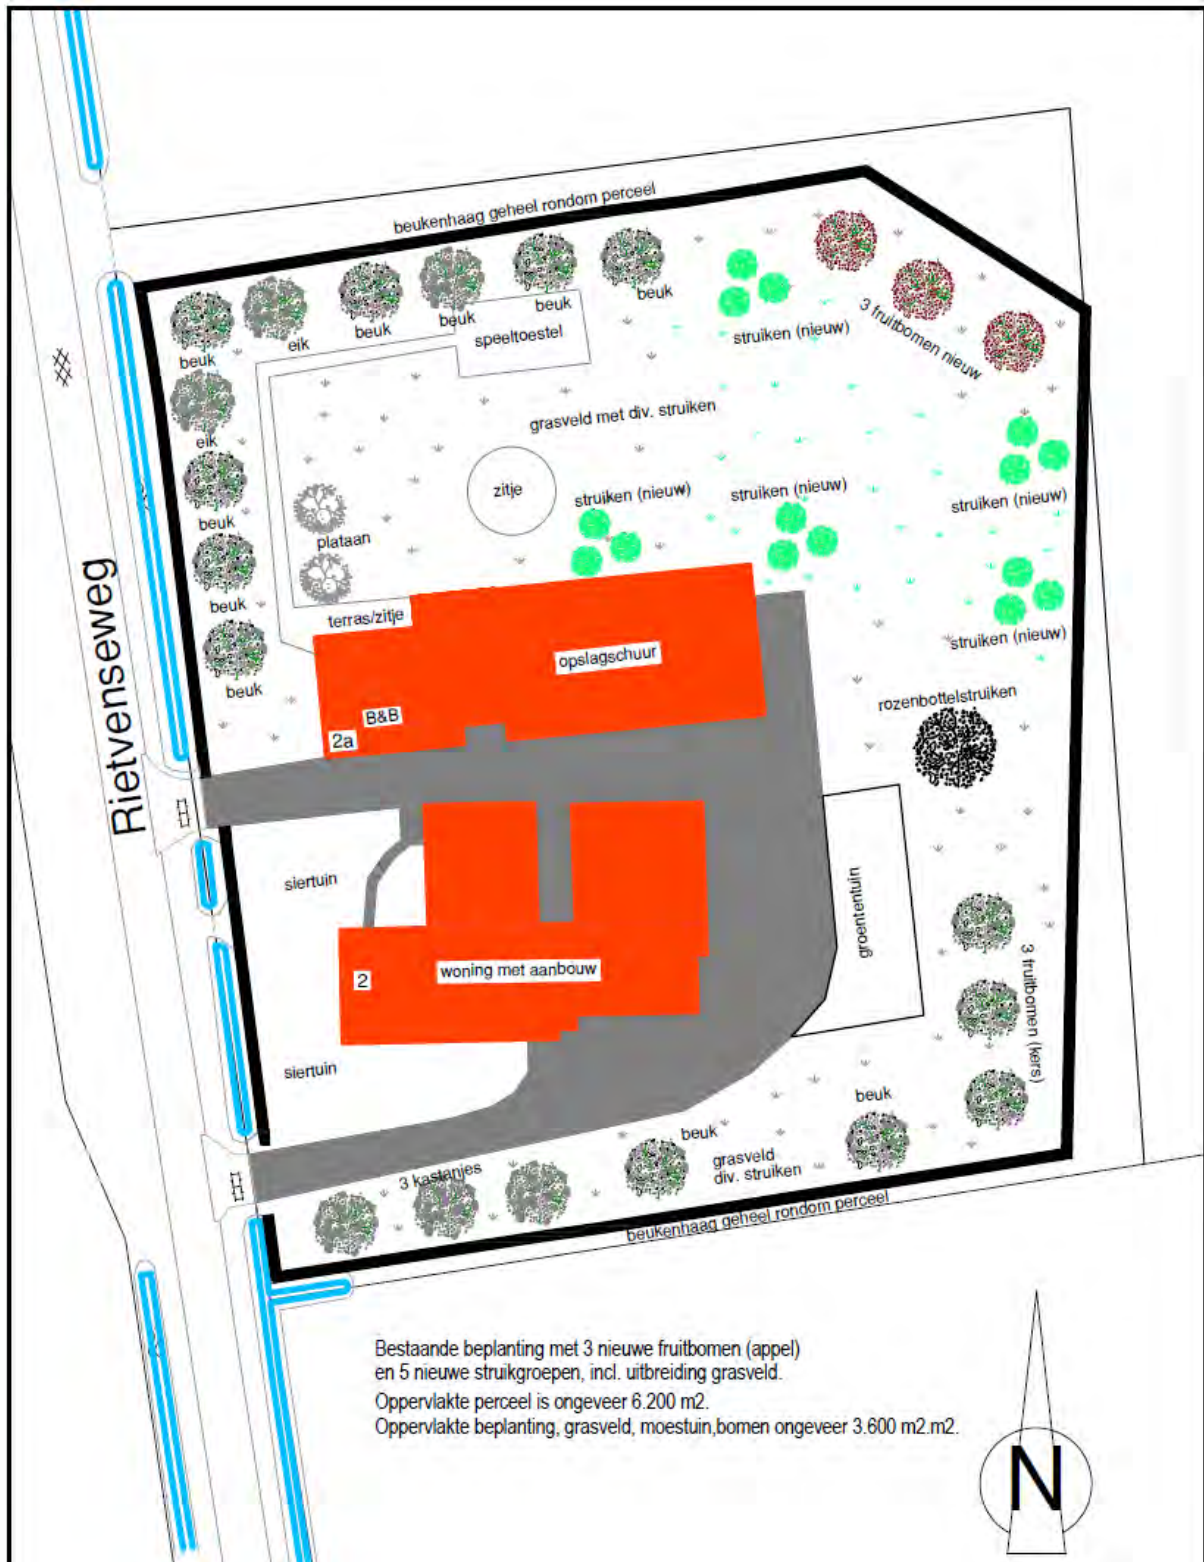 beukenhaag geheel rondom perceel
beuk
eik
beuk
beuk
beuk
beuk
speeltoestel
struiken (nieuw)
3 fruitbomen nieuw
eik
grasveld met div. struiken
beuk
zitje
struiken (nieuw)
struiken (nieuw)
struiken (nieuw)
plataan
beuk
terras/zitje
struiken (nieuw)
opslagschuur
beuk
rozenbottelstruiken
B&B
2a
Rietvenseweg
siertuin
groentetuin
2
woning met aanbouw
3 fruitbomen (kers)
siertuin
beuk
beuk
grasveld
div. struiken
3 kastanjes
beukenhaag geheel rondom perceel
Bestaande beplanting met 3 nieuwe fruitbomen (appel)
en 5 nieuwe struikgroepen, incl. uitbreiding grasveld.
Oppervlakte perceel is ongeveer 6.200 m2.
Oppervlakte beplanting, grasveld, moestuin,bomen ongeveer 3.600 m2.m2.
N